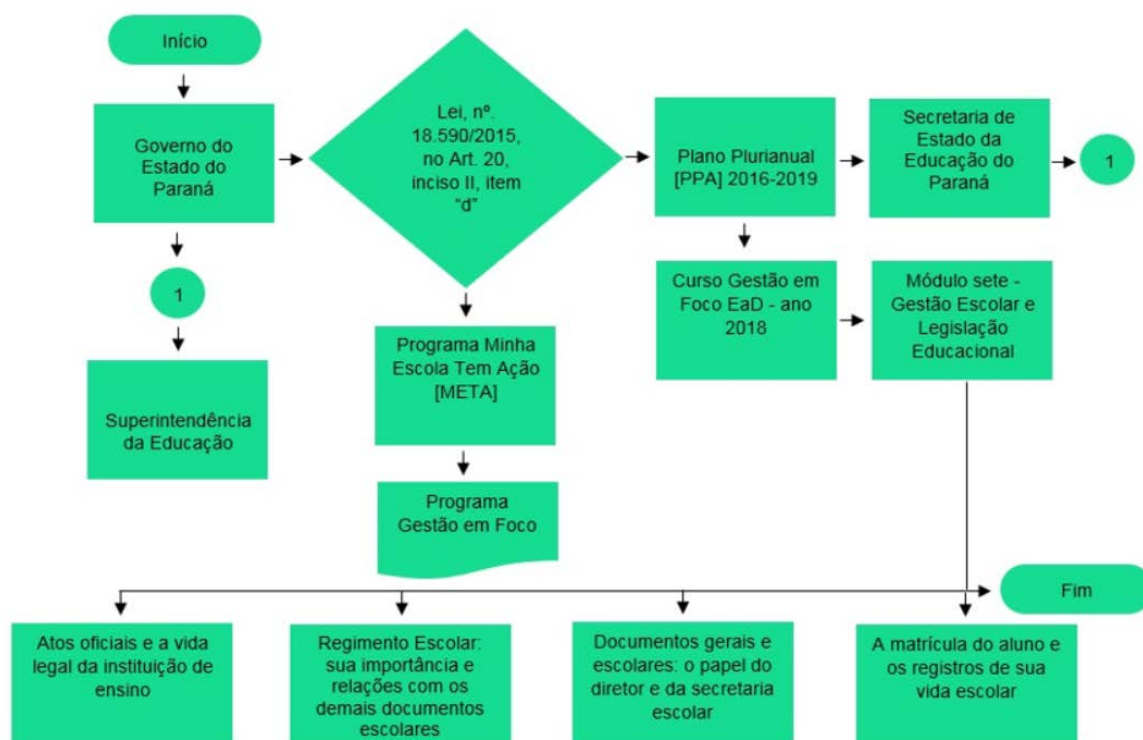 Início
Governo do
Estado do
Paraná
Lei, nº.
18.590/2015,
no Art. 20,
inciso II, item
“d”
Plano Plurianual
[PPA] 2016-2019
Secretaria de
Estado da
Educação do
Paraná
1
1
Superintendência
da Educação
Programa Minha
Escola Tem Ação
[META]
Programa
Gestão em Foco
Curso Gestão em
Foco EaD - ano
2018
Módulo sete -
Gestão Escolar e
Legislação
Educacional
Fim
Atos oficiais e a vida
legal da instituição de
ensino
Regimento Escolar:
sua importância e
relações com os
demais documentos
escolares
Documentos gerais e
escolares: o papel do
diretor e da secretaria
escolar
A matrícula do aluno e
os registros de sua
vida escolar